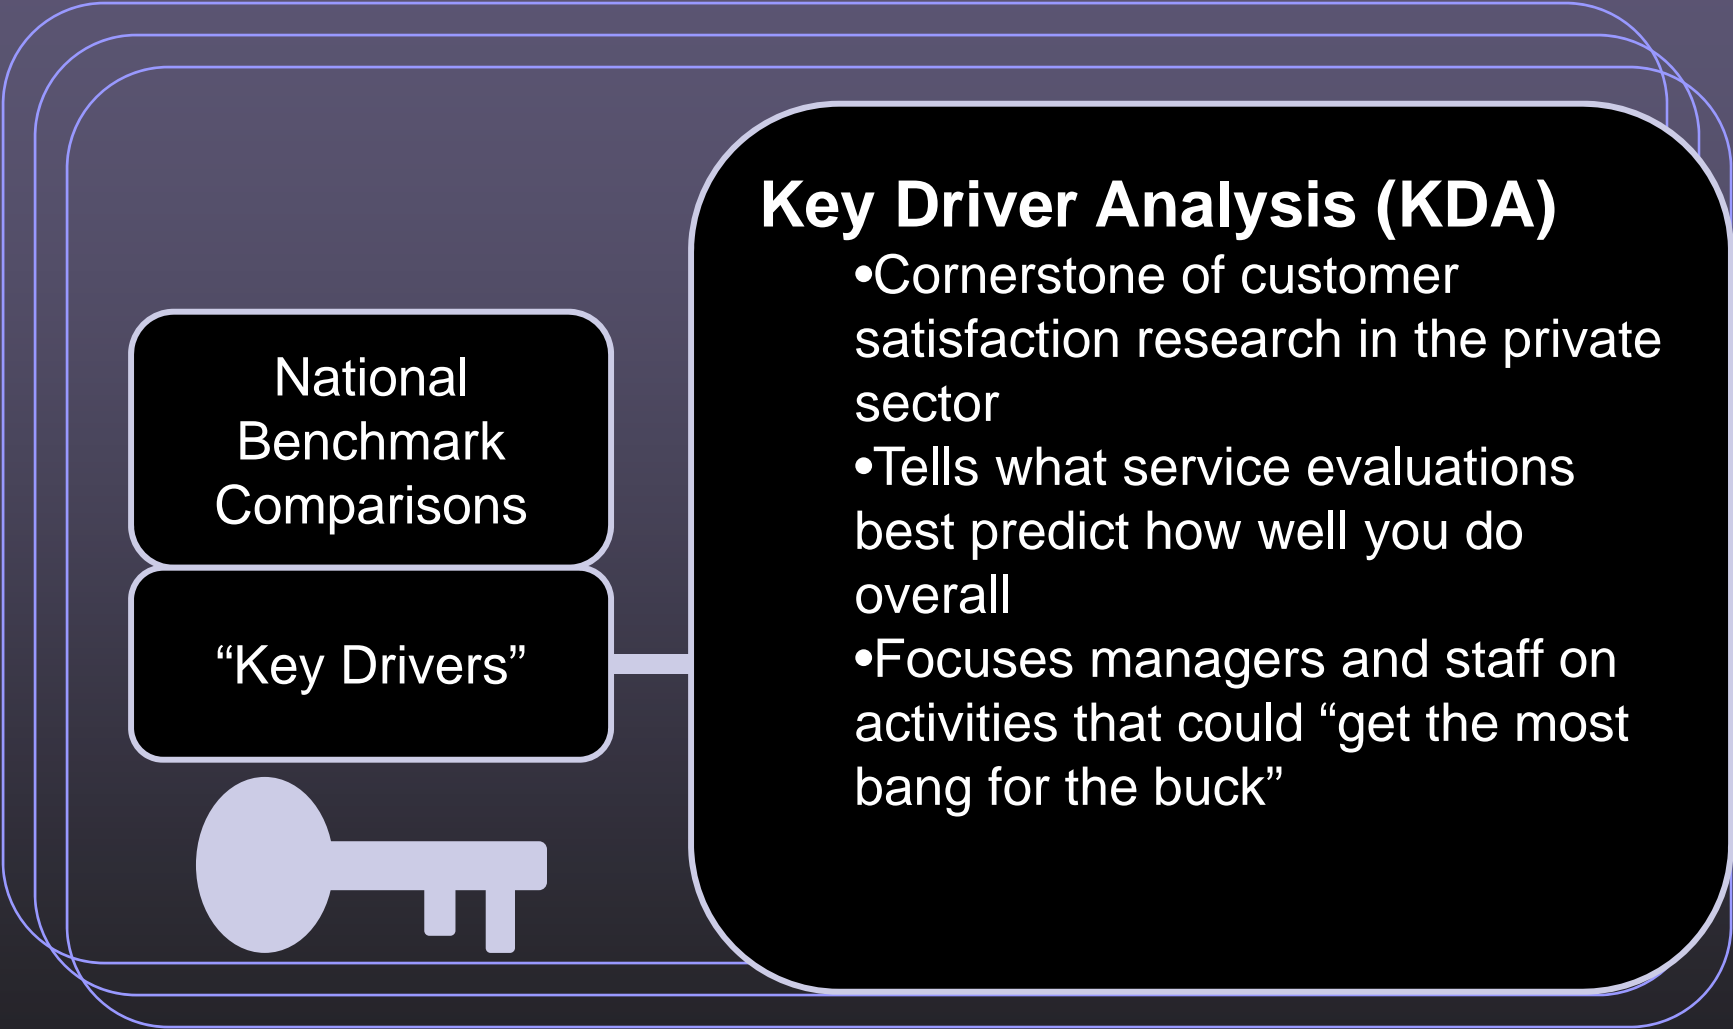 National
Benchmark
Comparisons
“Key Drivers”
Key Driver Analysis (KDA)
•Cornerstone of customer
satisfaction research in the private
sector
•Tells what service evaluations
best predict how well you do
overall
•Focuses managers and staff on
activities that could “get the most
bang for the buck”